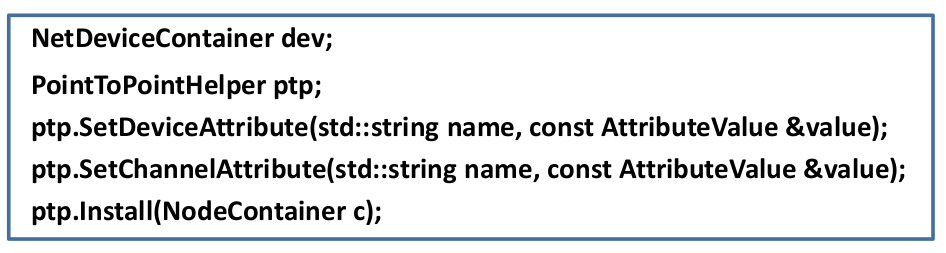 NetDeviceContainer dev;
PointToPointHelper ptp;
ptp.SetDeviceAttribute(std::string name, const AttributeValue &value);
ptp.SetChannelAttribute(std::string name, const AttributeValue &value);
ptp.Install(NodeContainer c);